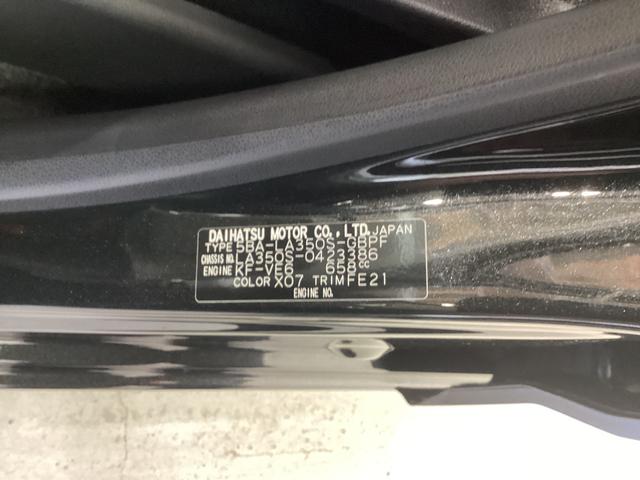 DAIHATSU MOTOR CO., LTD. JAPAN
TYPE 5BA-LA350S-GBPF
CHASSIS NO. LA350S-0423386
ENGINE KF-VE6 658cc
COLOR X07 TRIM FE21
ENGINE NO.